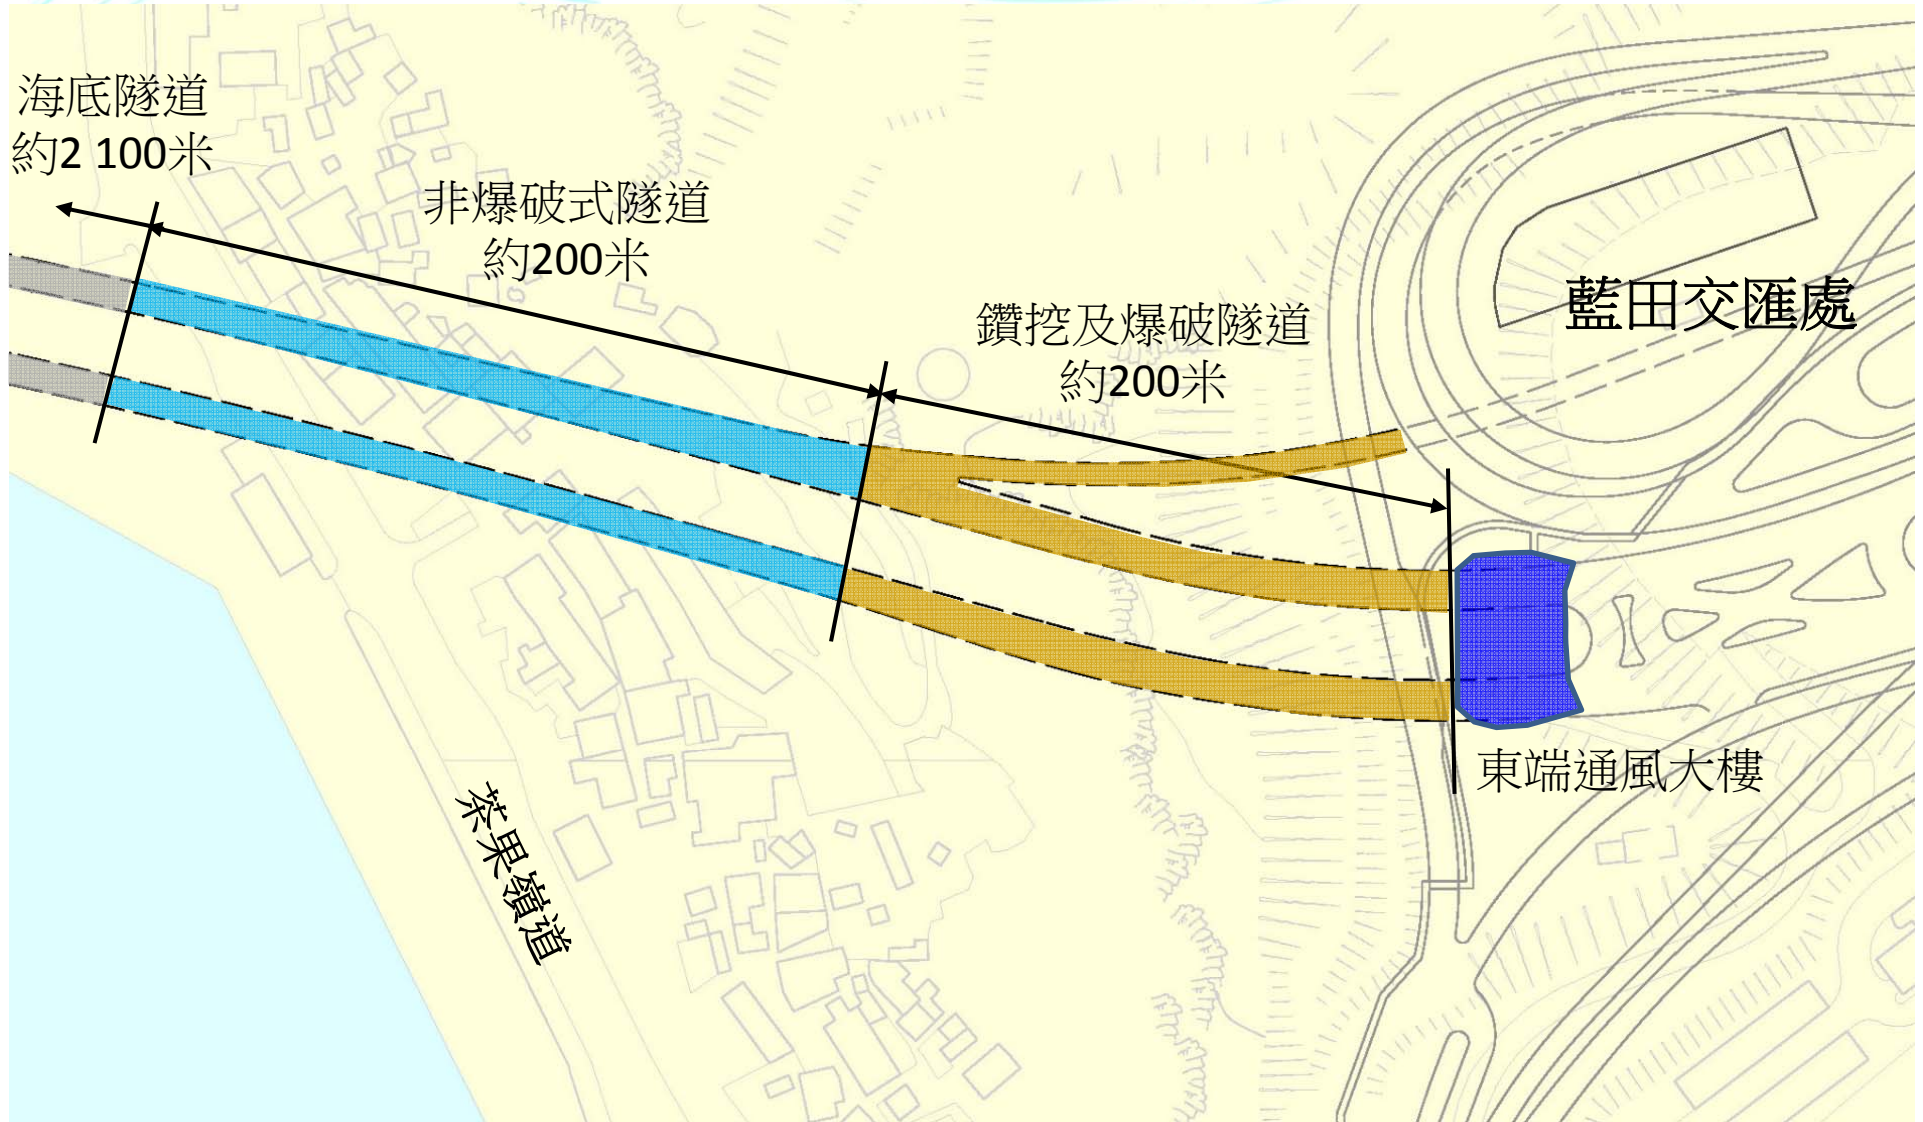 海底隧道
約2 100米
非爆破式隧道
約200米
鑽挖及爆破隧道
約200米
藍田交匯處
東端通風大樓
茶果嶺道